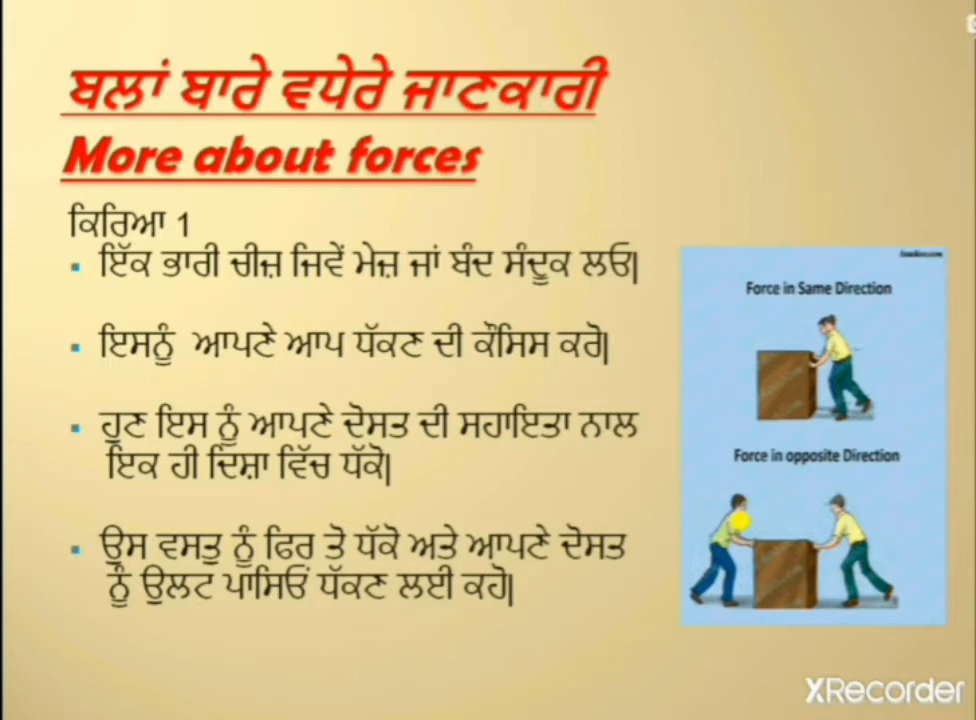 ਬਲਾਂ ਬਾਰੇ ਵਧੇਰੇ ਜਾਣਕਾਰੀ
More about forces
ਕਿਰਿਆ 1
▪ ਇੱਕ ਭਾਰੀ ਚੀਜ਼ ਜਿਵੇਂ ਮੇਜ਼ ਜਾਂ ਬੰਦ ਸੰਦੂਕ ਲਓ|
▪ ਇਸਨੂੰ ਆਪਣੇ ਆਪ ਧੱਕਣ ਦੀ ਕੌਸਿਸ ਕਰੋ|
▪ ਹੁਣ ਇਸ ਨੂੰ ਆਪਣੇ ਦੋਸਤ ਦੀ ਸਹਾਇਤਾ ਨਾਲ
ਇਕ ਹੀ ਦਿਸ਼ਾ ਵਿੱਚ ਧੱਕੋ|
▪ ਉਸ ਵਸਤੁ ਨੂੰ ਫਿਰ ਤੋ ਧੱਕੋ ਅਤੇ ਆਪਣੇ ਦੋਸਤ
ਨੂੰ ਉਲਟ ਪਾਸਿਓਂ ਧੱਕਣ ਲਈ ਕਹੋ|
Force in Same Direction
Force in opposite Direction
XRecorder